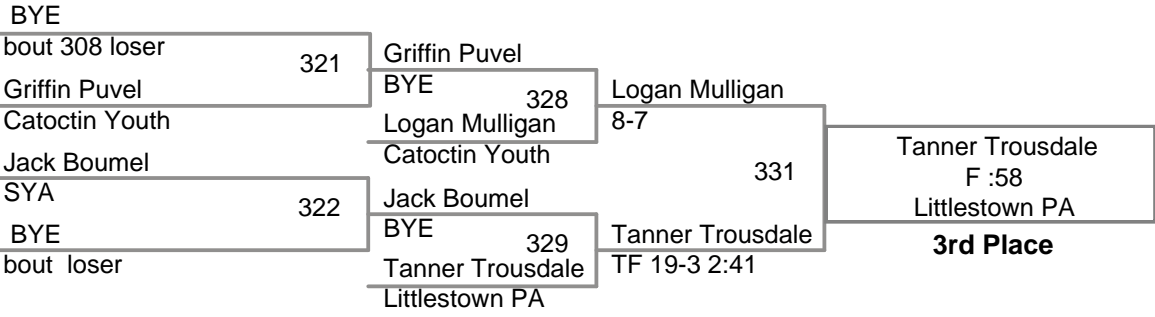 BYE
bout 308 loser
321
Griffin Puvel
Catoctin Youth
Jack Boumel
SYA
322
BYE
bout loser
Griffin Puvel
BYE
328
Logan Mulligan
Catoctin Youth
Jack Boumel
BYE
329
Tanner Trousdale
Littlestown PA
Logan Mulligan
8-7
331
Tanner Trousdale
TF 19-3 2:41
Tanner Trousdale
F :58
Littlestown PA
3rd Place